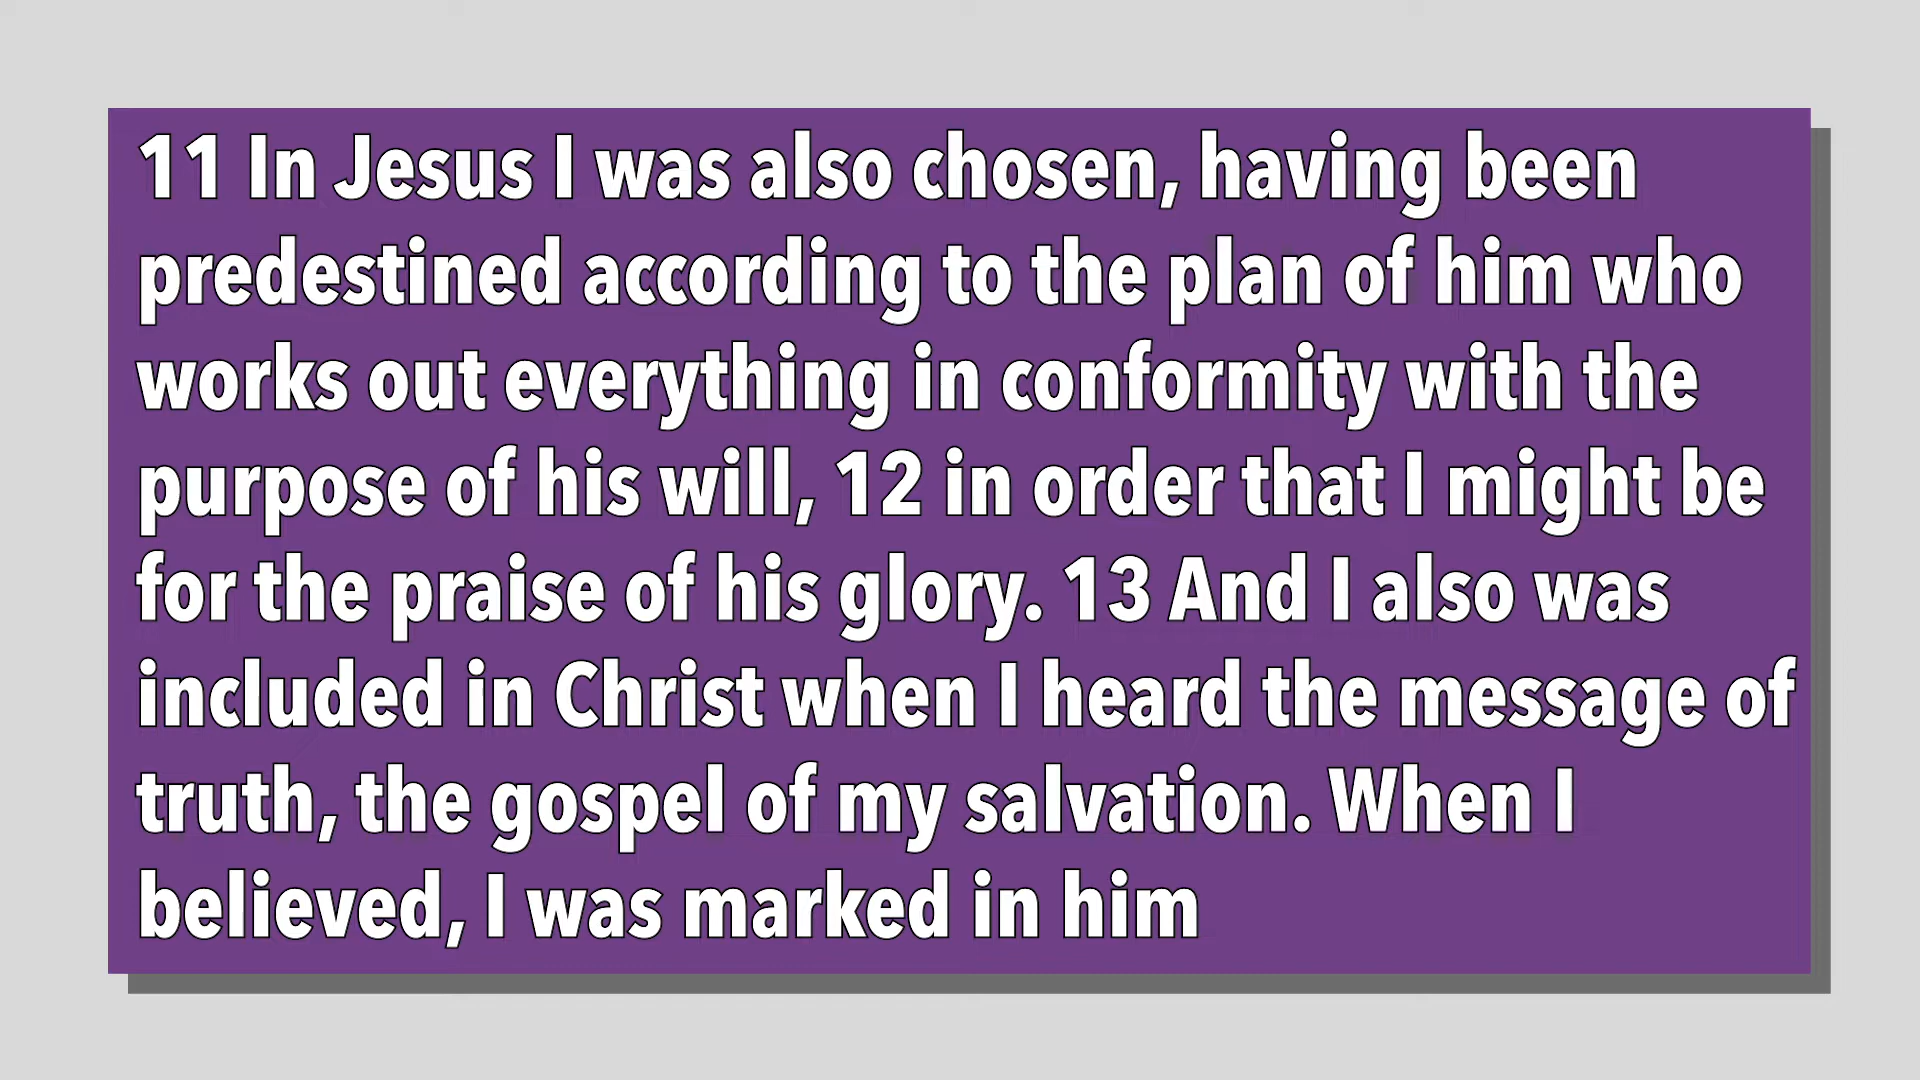 11 In Jesus I was also chosen, having been
predestined according to the plan of him who
works out everything in conformity with the
purpose of his will, 12 in order that I might be
for the praise of his glory. 13 And I also was
included in Christ when I heard the message of
truth, the gospel of my salvation. When I
believed, I was marked in him